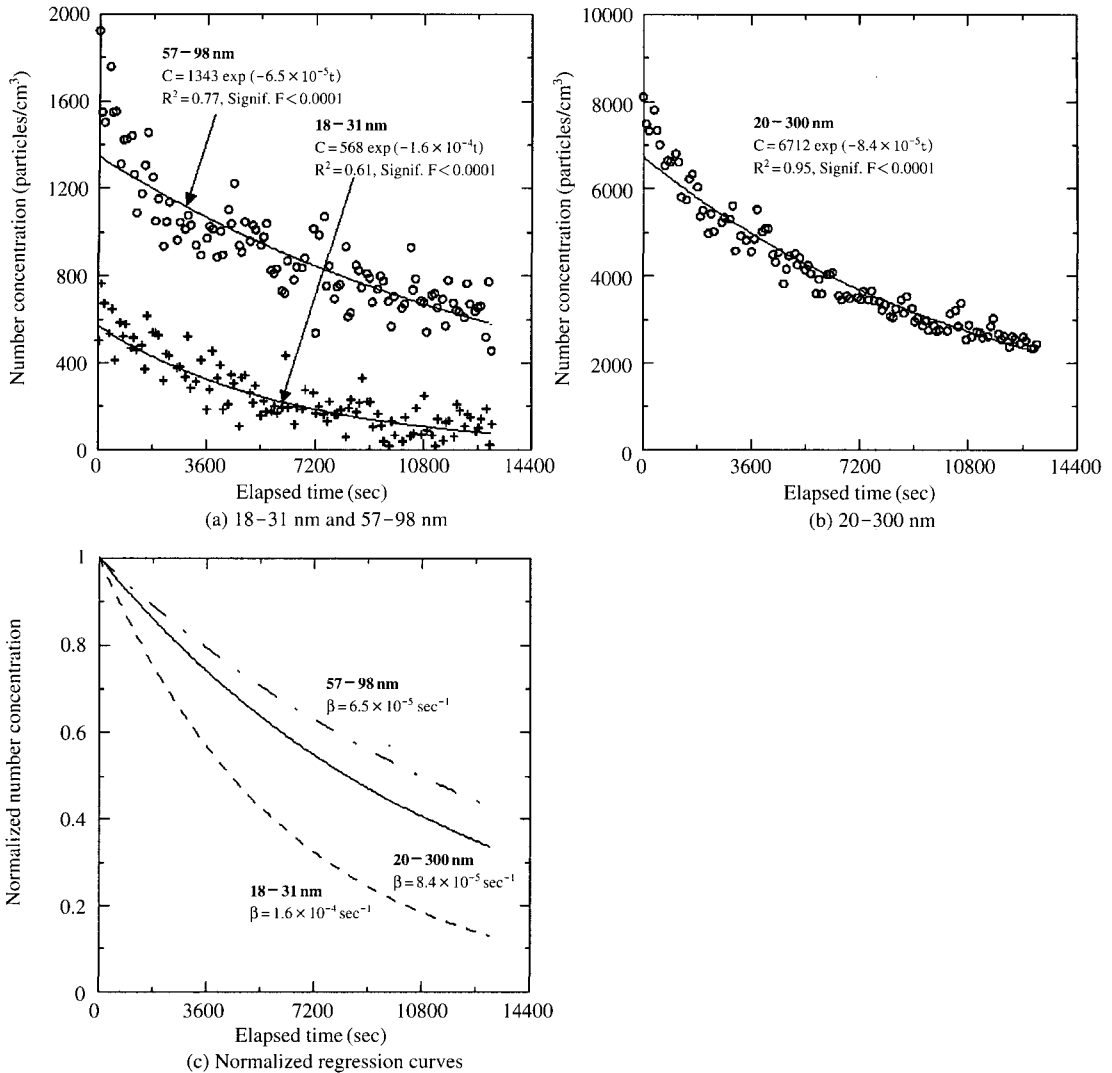 Number concentration (particles/cm³)
2000
1600
1200
800
400
0
57−98 nm
C=1343 exp (−6.5×10⁻⁵t)
R²=0.77, Signif. F<0.0001
18−31 nm
C=568 exp (−1.6×10⁻⁴t)
R²=0.61, Signif. F<0.0001
0 3600 7200 10800 14400
Elapsed time (sec)
(a) 18−31 nm and 57−98 nm
Number concentration (particles/cm³)
10000
8000
6000
4000
2000
0
20−300 nm
C=6712 exp (−8.4×10⁻⁵t)
R²=0.95, Signif. F<0.0001
0 3600 7200 10800 14400
Elapsed time (sec)
(b) 20−300 nm
Normalized number concentration
1
0.8
0.6
0.4
0.2
0
57−98 nm
β=6.5×10⁻⁵ sec⁻¹
20−300 nm
β=8.4×10⁻⁵ sec⁻¹
18−31 nm
β=1.6×10⁻⁴ sec⁻¹
0 3600 7200 10800 14400
Elapsed time (sec)
(c) Normalized regression curves